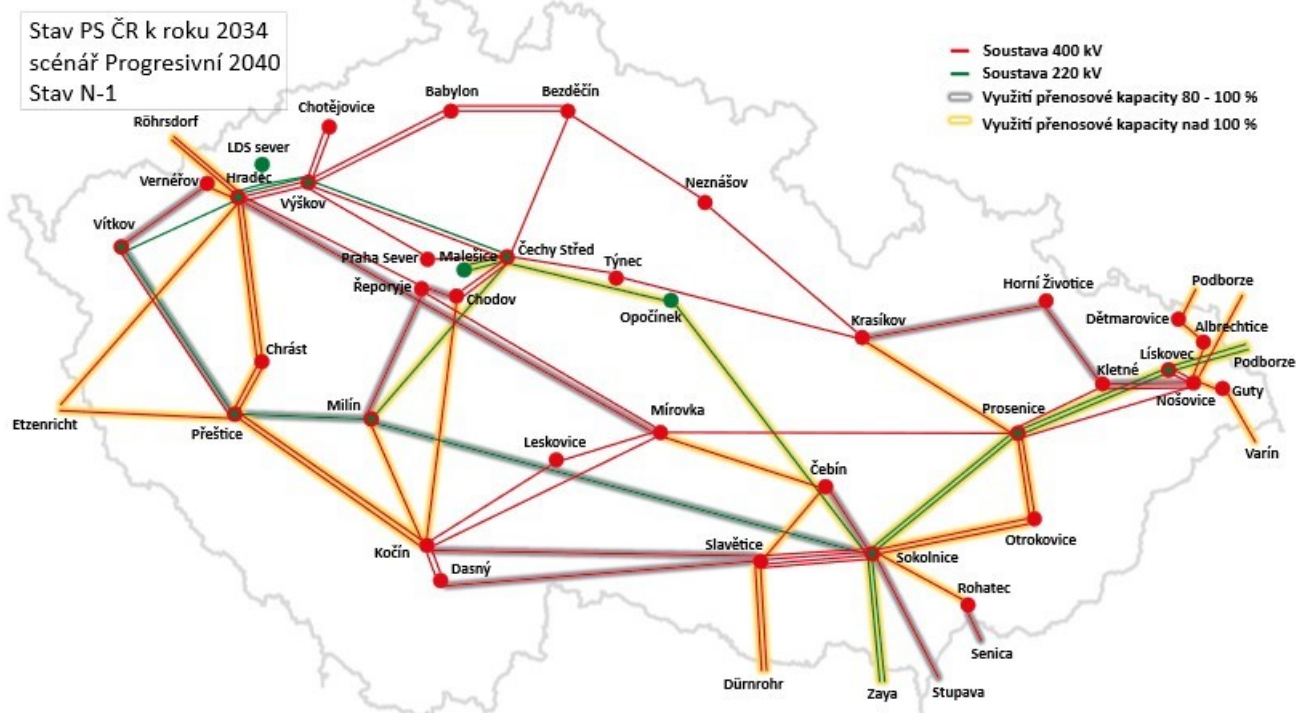 Stav PS ČR k roku 2034
scénář Progresivní 2040
Stav N-1
Soustava 400 kV
Soustava 220 kV
Využití přenosové kapacity 80 - 100 %
Využití přenosové kapacity nad 100 %
Babylon
Bezděčín
Chotějovice
Röhrsdorf
LDS sever
Vernéřov
Hradec
Výškov
Neznášov
Vítkov
Praha Sever
Malešice
Čechy Střed
Týnec
Řeporyje
Chodov
Opočínek
Horní Životice
Podborze
Dětmarovice
Albrechtice
Krasíkov
Lískovec
Podborze
Chrást
Kletné
Nošovice
Guty
Etzenricht
Přeštice
Milín
Mírovka
Prosenice
Leskovice
Varín
Čebín
Kočín
Slavětice
Sokolnice
Otrokovice
Dasný
Rohatec
Senica
Dürnrohr
Zaya
Stupava